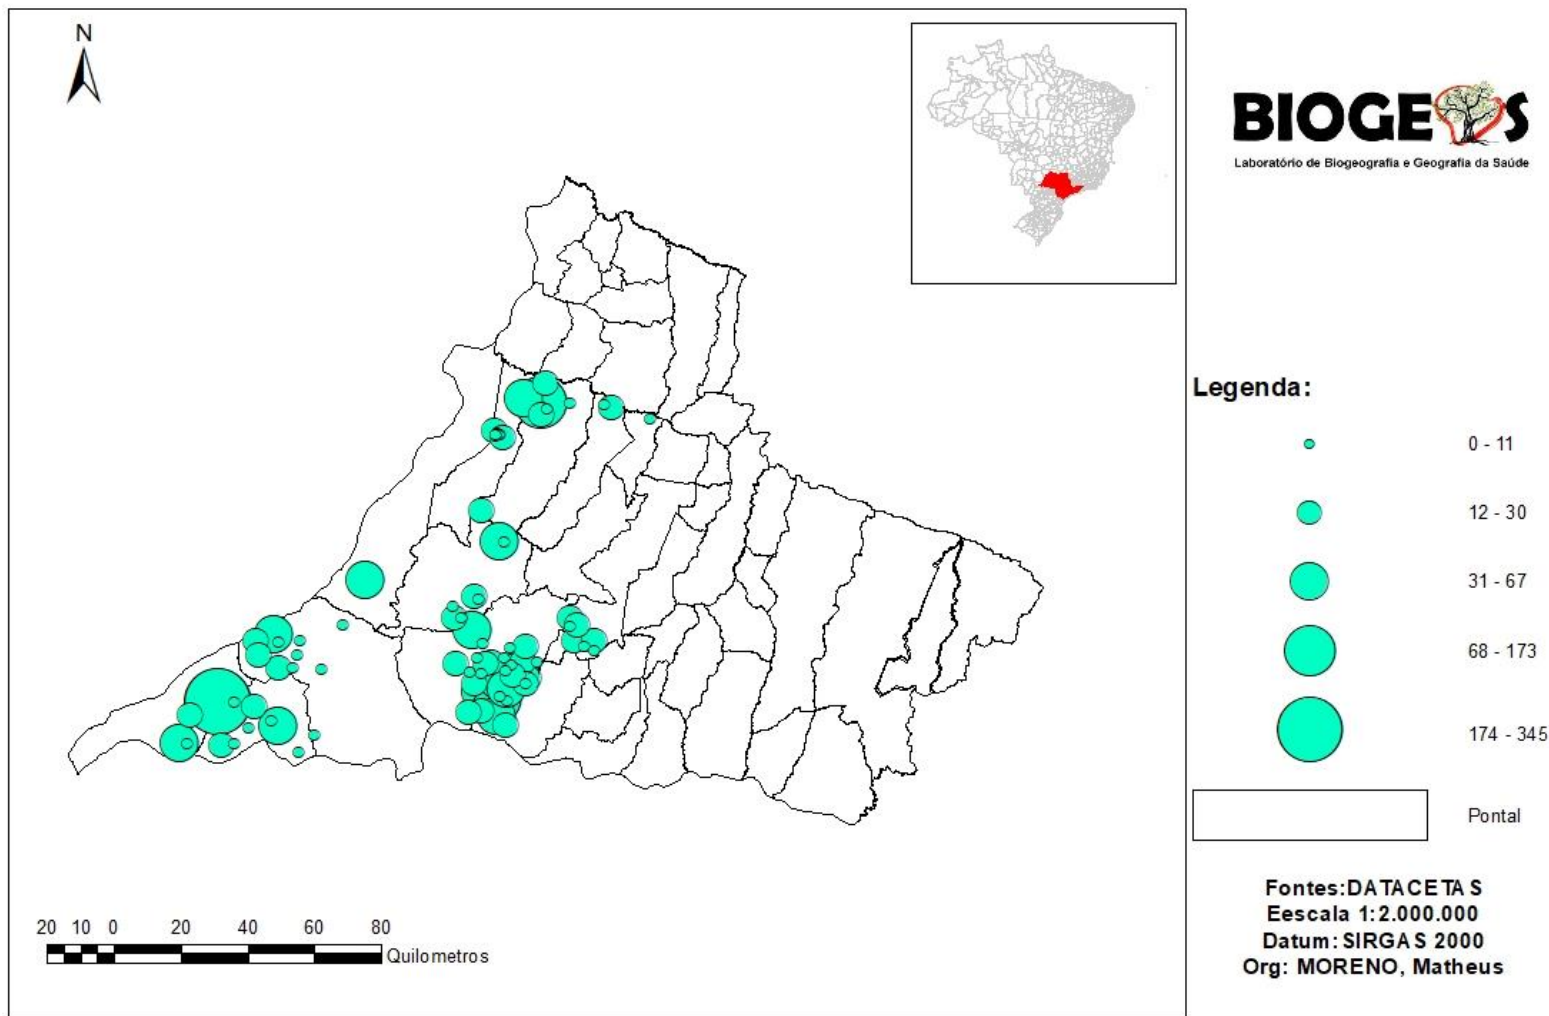 N
BIOGEOS
Laboratório de Biogeografia e Geografia da Saúde
Legenda:
0 - 11
12 - 30
31 - 67
68 - 173
174 - 345
Pontal
Fontes:DATACETAS
Eescala 1:2.000.000
Datum: SIRGAS 2000
Org: MORENO, Matheus
20 10 0 20 40 60 80
Quilometros